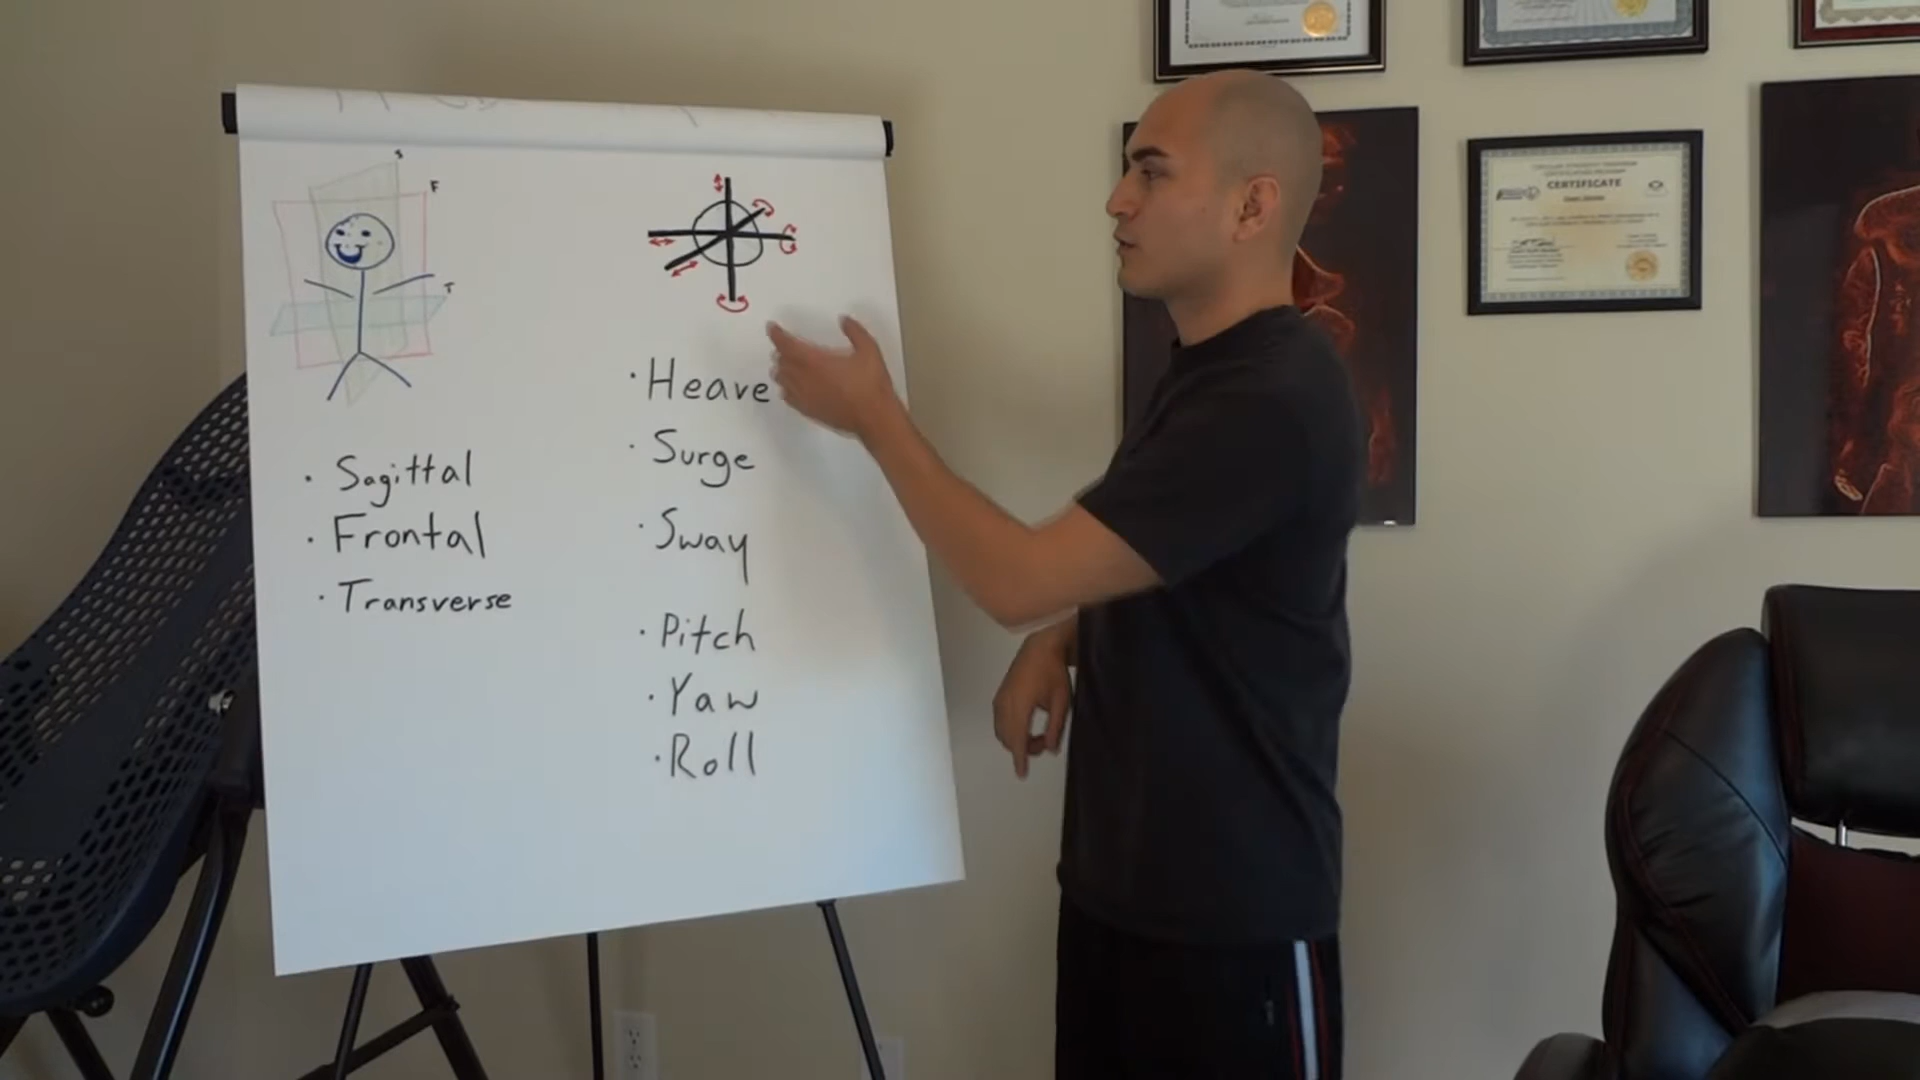 S
F
T
· Sagittal
· Frontal
· Transverse
· Heave
· Surge
· Sway
· Pitch
· Yaw
· Roll
CERTIFICATE